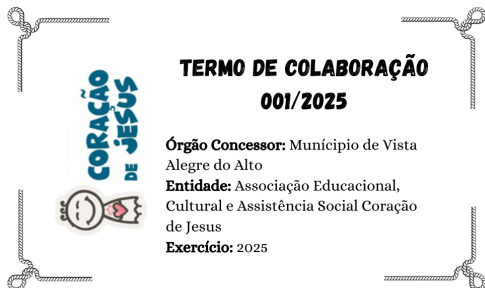 CORAÇÃO
DE JESUS
TERMO DE COLABORAÇÃO
001/2025
Órgão Concessor: Munícipio de Vista
Alegre do Alto
Entidade: Associação Educacional,
Cultural e Assistência Social Coração
de Jesus
Exercício: 2025